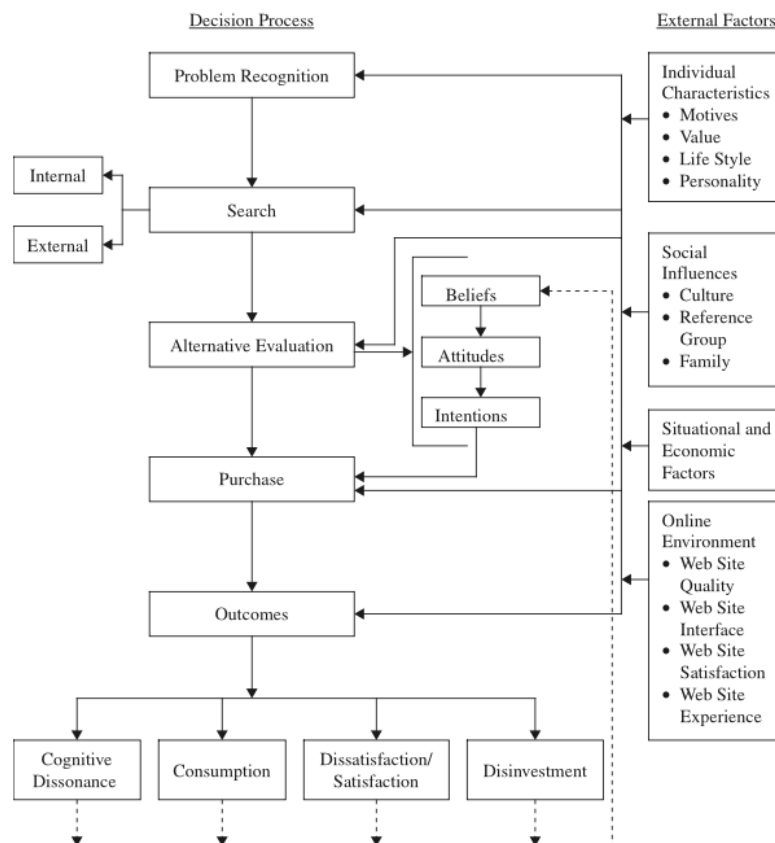 Decision Process
External Factors
Problem Recognition
Individual
Characteristics
• Motives
• Value
• Life Style
• Personality
Internal
Search
External
Social
Influences
• Culture
• Reference
Group
• Family
Beliefs
Alternative Evaluation
Attitudes
Intentions
Situational and
Economic
Factors
Purchase
Online
Environment
• Web Site
Quality
• Web Site
Interface
• Web Site
Satisfaction
• Web Site
Experience
Outcomes
Cognitive
Dissonance
Consumption
Dissatisfaction/
Satisfaction
Disinvestment